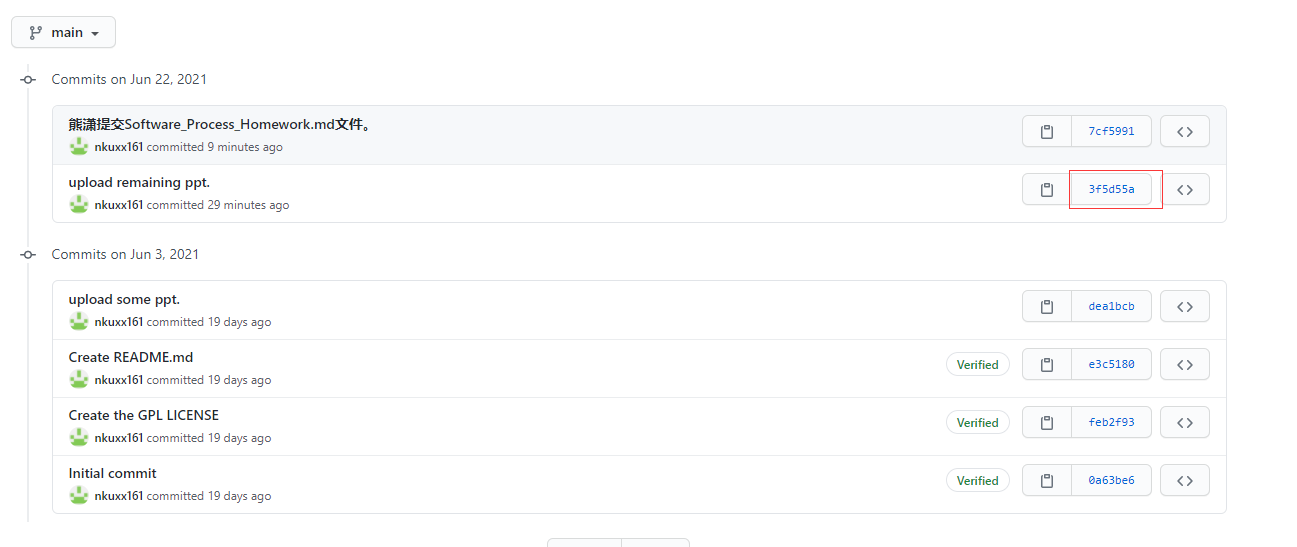 main
Commits on Jun 22, 2021
熊潇提交Software_Process_Homework.md文件。
7cf5991
nkuxx161 committed 9 minutes ago
upload remaining ppt.
3f5d55a
nkuxx161 committed 29 minutes ago
Commits on Jun 3, 2021
upload some ppt.
dea1bcb
nkuxx161 committed 19 days ago
Create README.md
Verified
e3c5180
nkuxx161 committed 19 days ago
Create the GPL LICENSE
Verified
feb2f93
nkuxx161 committed 19 days ago
Initial commit
Verified
0a63be6
nkuxx161 committed 19 days ago